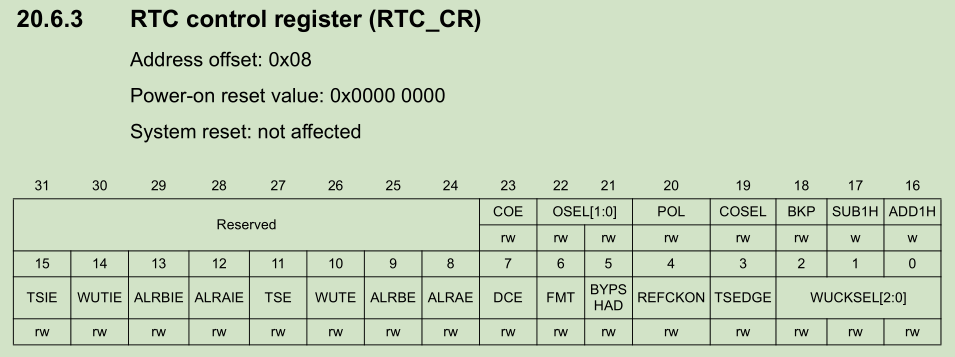 20.6.3 RTC control register (RTC_CR)
Address offset: 0x08
Power-on reset value: 0x0000 0000
System reset: not affected
31 30 29 28 27 26 25 24 23 22 21 20 19 18 17 16
Reserved COE OSEL[1:0] POL COSEL BKP SUB1H ADD1H
rw rw rw rw rw rw w w
15 14 13 12 11 10 9 8 7 6 5 4 3 2 1 0
TSIE WUTIE ALRBIE ALRAIE TSE WUTE ALRBE ALRAE DCE FMT BYPS HAD REFCKON TSEDGE WUCKSEL[2:0]
rw rw rw rw rw rw rw rw rw rw rw rw rw rw rw rw